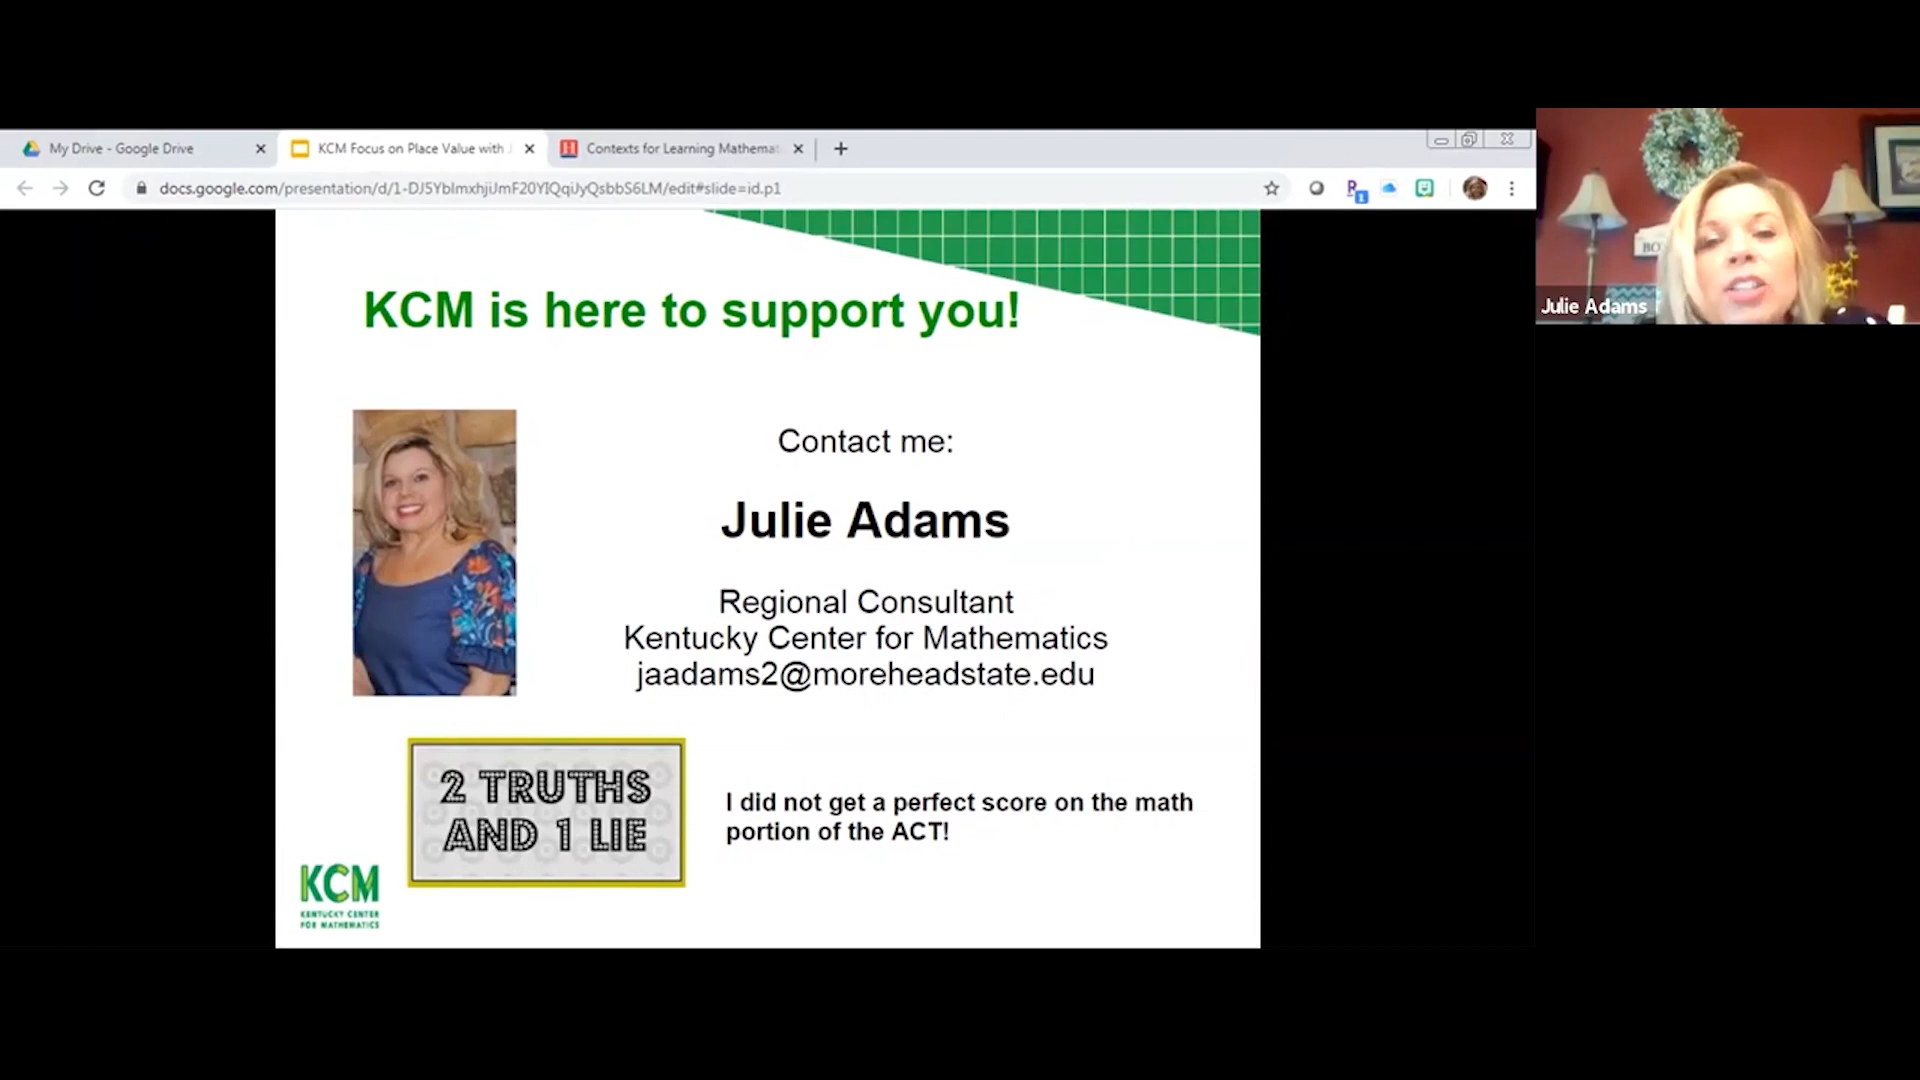 My Drive - Google Drive
KCM Focus on Place Value with
Contexts for Learning Mathemat
docs.google.com/presentation/d/1-DJ5YblmxhjiJmF20YIQqiJyQsbbS6LM/edit#slide=id.p1
BO
Julie Adams
KCM is here to support you!
Contact me:
Julie Adams
Regional Consultant
Kentucky Center for Mathematics
jaadams2@moreheadstate.edu
2 TRUTHS
AND 1 LIE
I did not get a perfect score on the math
portion of the ACT!
KCM
KENTUCKY CENTER
FOR MATHEMATICS